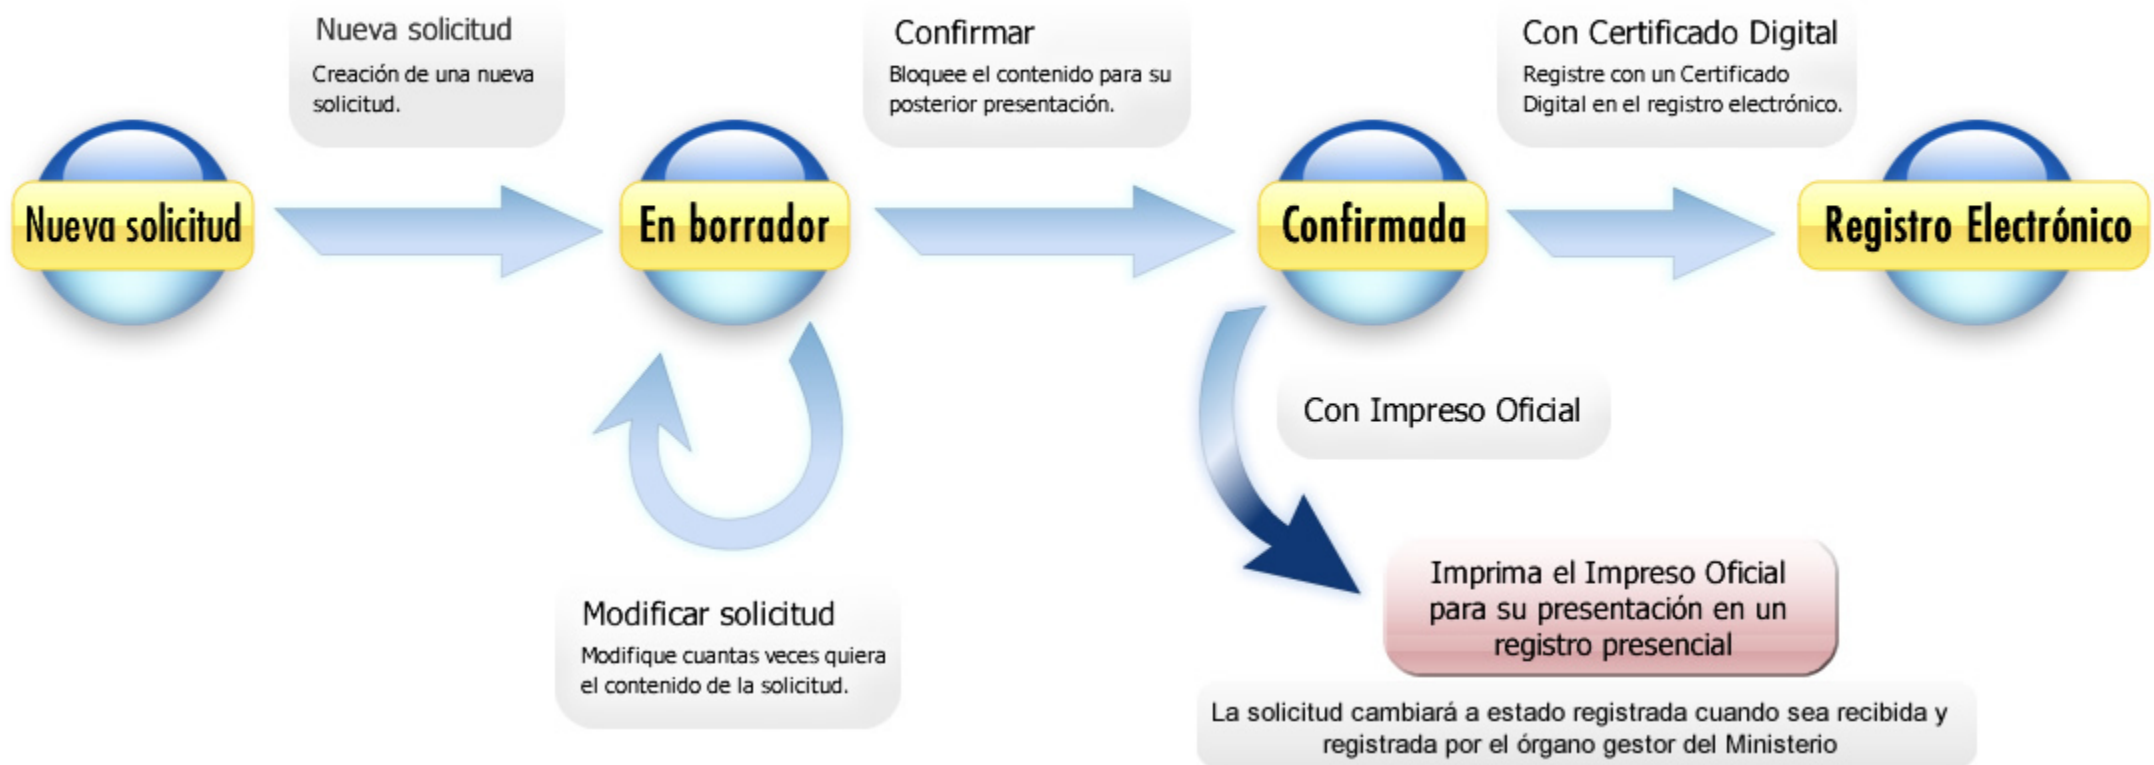 Nueva solicitud
Creación de una nueva
solicitud.
Confirmar
Bloquee el contenido para su
posterior presentación.
Con Certificado Digital
Registre con un Certificado
Digital en el registro electrónico.
Nueva solicitud
En borrador
Confirmada
Registro Electrónico
Con Impreso Oficial
Modificar solicitud
Modifique cuantas veces quiera
el contenido de la solicitud.
Imprima el Impreso Oficial
para su presentación en un
registro presencial
La solicitud cambiará a estado registrada cuando sea recibida y
registrada por el órgano gestor del Ministerio